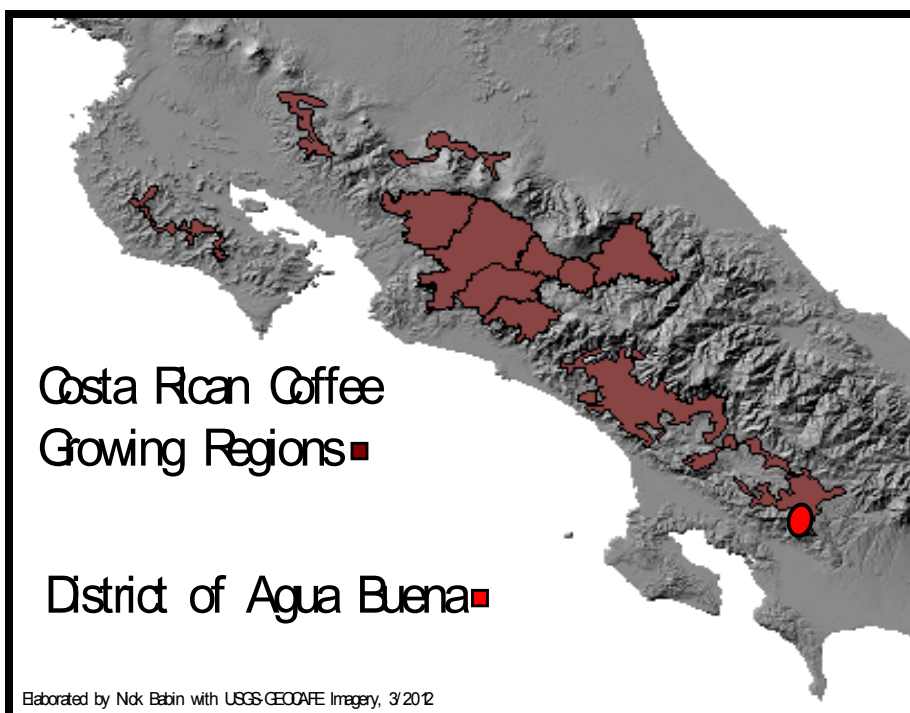 Costa Rican Coffee
Growing Regions
District of Agua Buena
Elaborated by Nick Babin with USGS-GEOCAFE Imagery, 3/2012